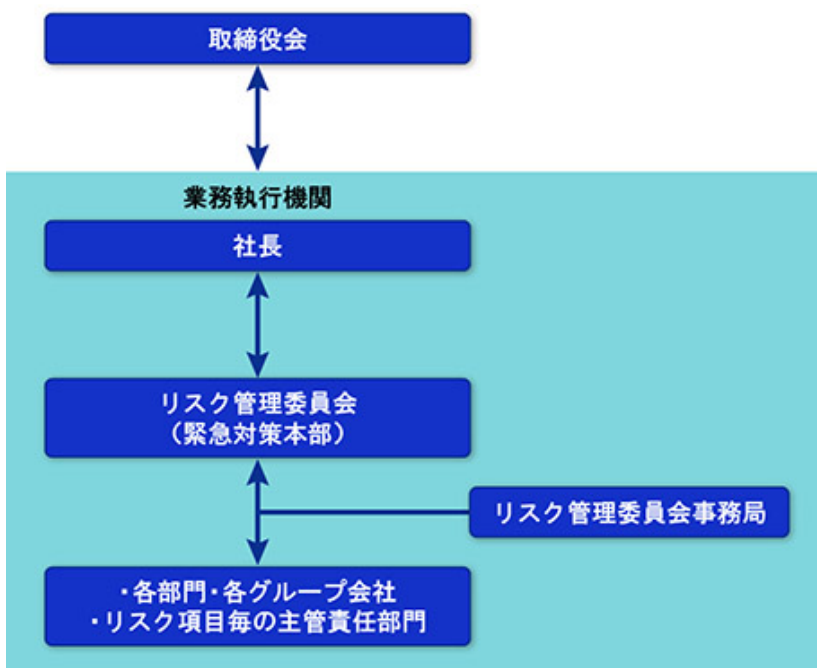 取締役会
業務執行機関
社長
リスク管理委員会
（緊急対策本部）
リスク管理委員会事務局
・各部門・各グループ会社
・リスク項目毎の主管責任部門